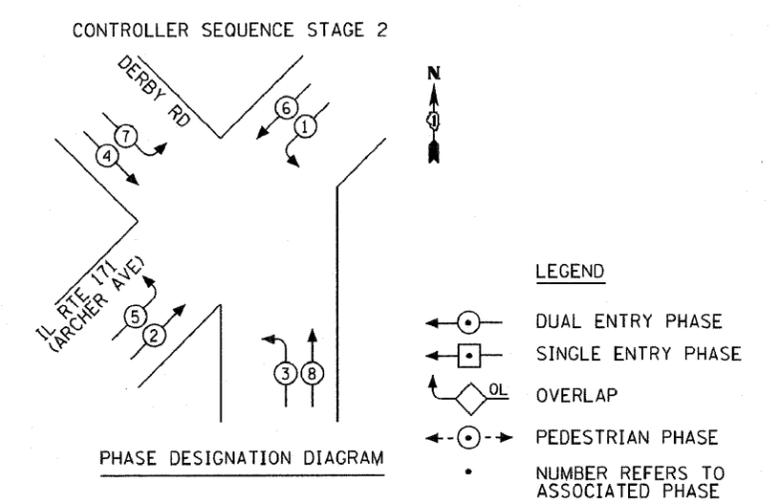 CONTROLLER SEQUENCE STAGE 2
DERBY RD
N
6
1
7
4
IL RTE 171
(ARCHER AVE)
5
2
3
8
PHASE DESIGNATION DIAGRAM
LEGEND
DUAL ENTRY PHASE
SINGLE ENTRY PHASE
OL
OVERLAP
PEDESTRIAN PHASE
NUMBER REFERS TO
ASSOCIATED PHASE